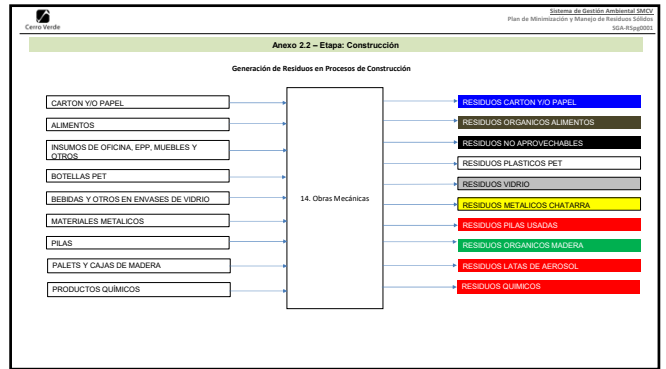 Cerro Verde
Sistema de Gestión Ambiental SMCV
Plan de Minimización y Manejo de Residuos Sólidos
SGA-RSpg0001
Anexo 2.2 – Etapa: Construcción
Generación de Residuos en Procesos de Construcción
CARTON Y/O PAPEL
ALIMENTOS
INSUMOS DE OFICINA, EPP, MUEBLES Y
OTROS
BOTELLAS PET
BEBIDAS Y OTROS EN ENVASES DE VIDRIO
MATERIALES METALICOS
PILAS
PALETS Y CAJAS DE MADERA
PRODUCTOS QUÍMICOS
14. Obras Mecánicas
RESIDUOS CARTON Y/O PAPEL
RESIDUOS ORGANICOS ALIMENTOS
RESIDUOS NO APROVECHABLES
RESIDUOS PLASTICOS PET
RESIDUOS VIDRIO
RESIDUOS METALICOS CHATARRA
RESIDUOS PILAS USADAS
RESIDUOS ORGANICOS MADERA
RESIDUOS LATAS DE AEROSOL
RESIDUOS QUIMICOS